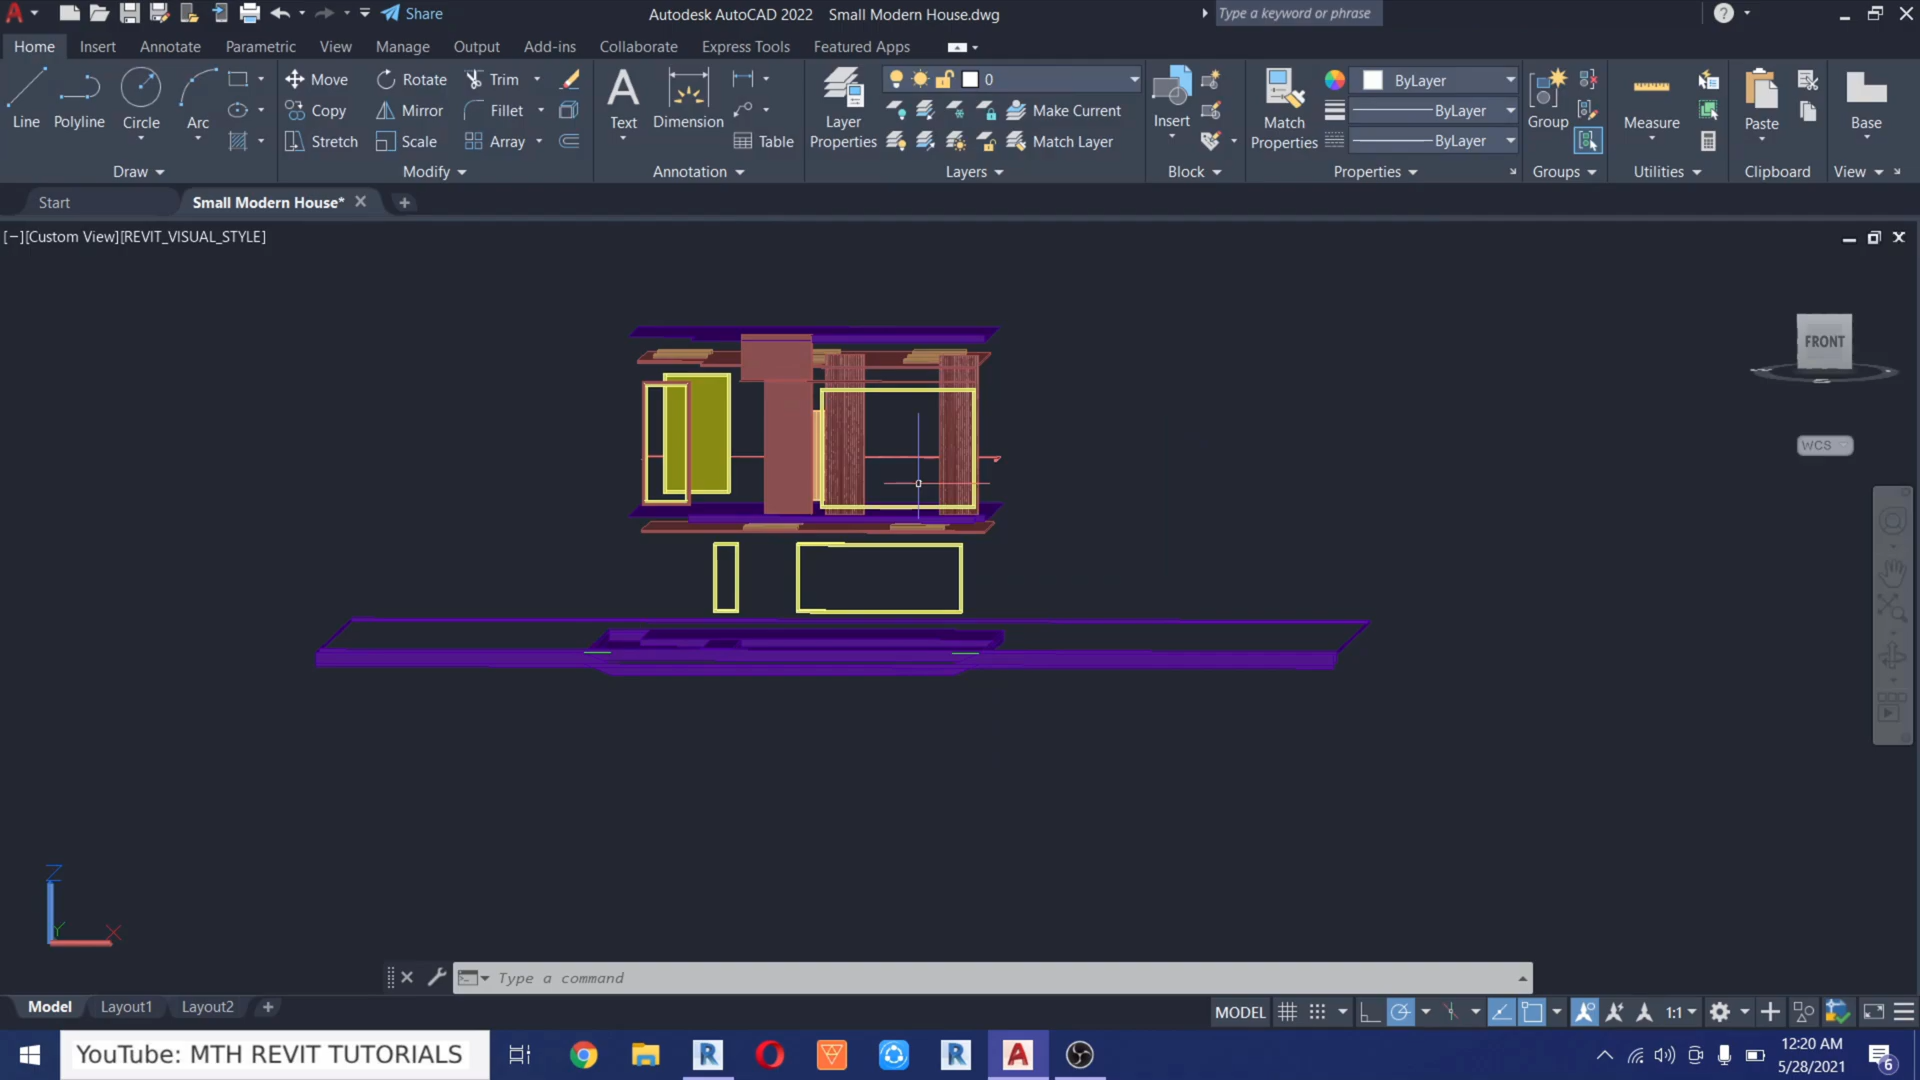 Share
Autodesk AutoCAD 2022 Small Modern House.dwg
Type a keyword or phrase
Home Insert Annotate Parametric View Manage Output Add-ins Collaborate Express Tools Featured Apps
Line Polyline Circle Arc
Move Rotate Trim
Copy Mirror Fillet
Stretch Scale Array
Text Dimension Table
Layer Properties
0
Make Current
Match Layer
Insert
Match Properties
ByLayer
ByLayer
ByLayer
Group Measure Paste Base
Draw Modify Annotation Layers Block Properties Groups Utilities Clipboard View
Start Small Modern House*
[−][Custom View][REVIT_VISUAL_STYLE]
FRONT
WCS
Z
Y X
Type a command
Model Layout1 Layout2
MODEL 1:1
YouTube: MTH REVIT TUTORIALS
12:20 AM
5/28/2021
6